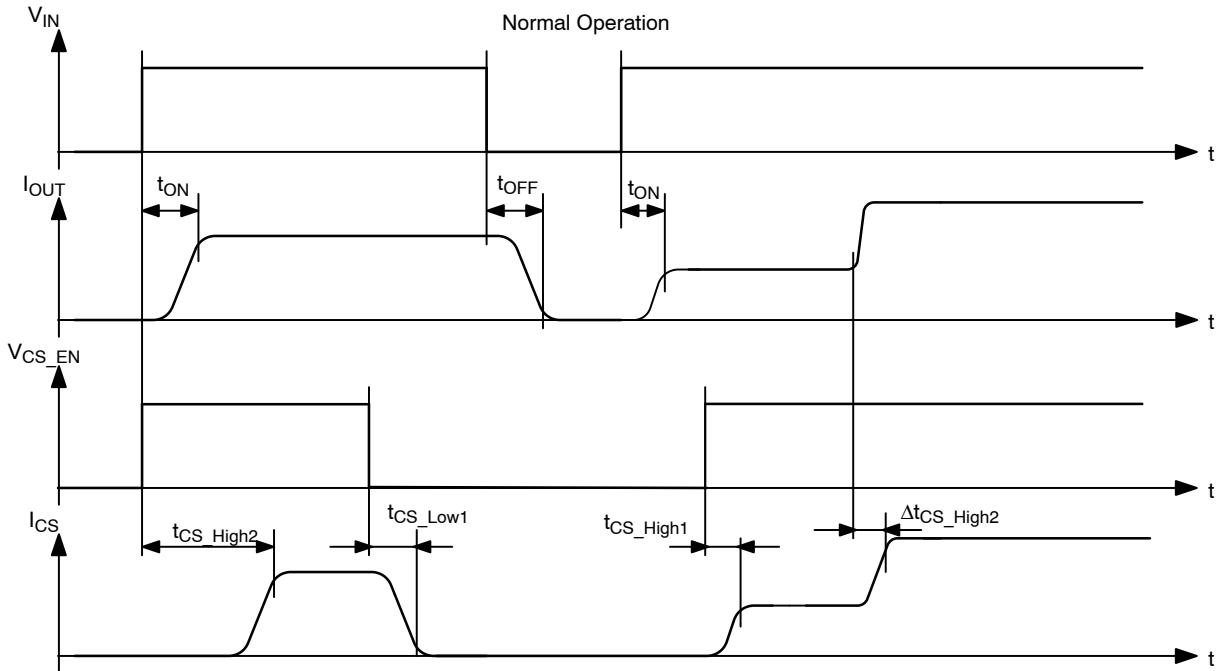 V_IN
Normal Operation
t
I_OUT
t_ON
t_OFF
t_ON
t
V_CS_EN
t
I_CS
t_CS_High2
t_CS_Low1
t_CS_High1
Δt_CS_High2
t